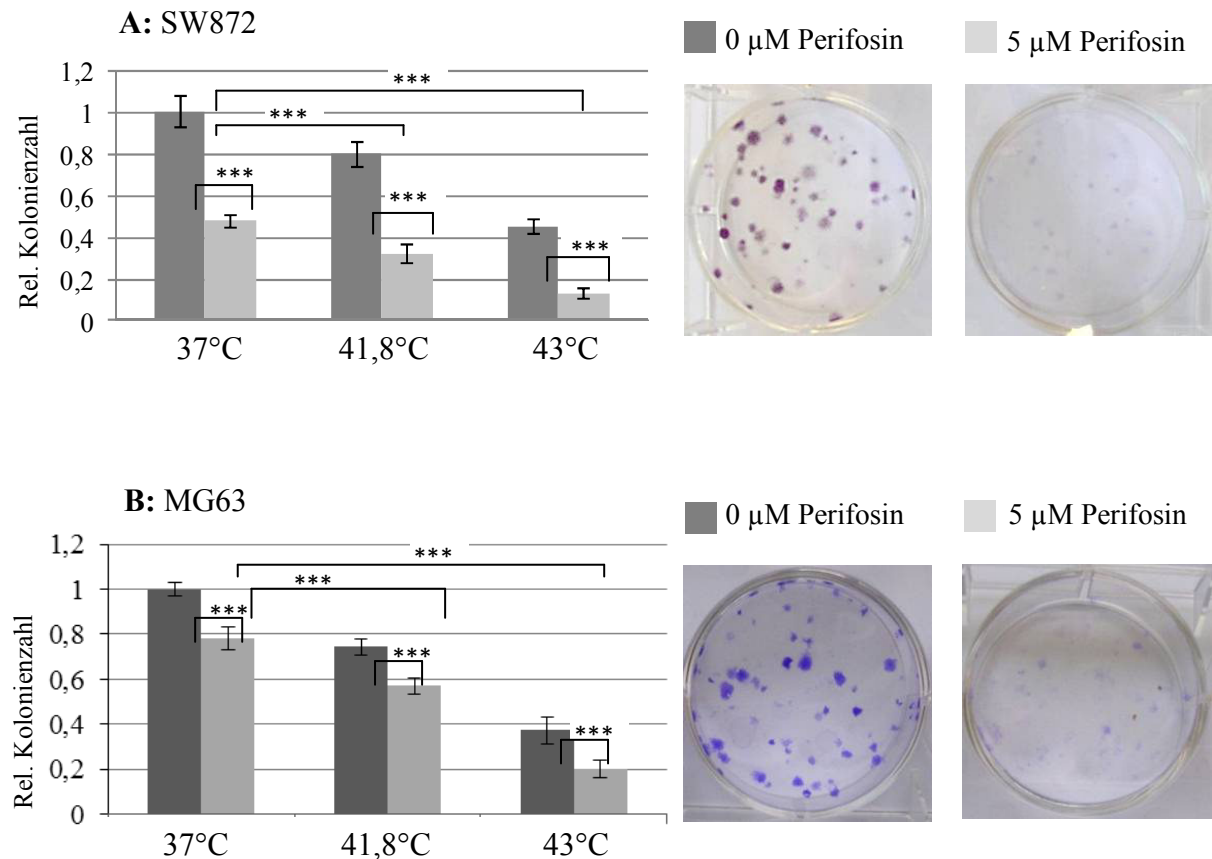 A: SW872
0 µM Perifosin
5 µM Perifosin
Rel. Kolonienzahl
1,2
1
0,8
0,6
0,4
0,2
0
***
***
***
***
***
37°C
41,8°C
43°C
B: MG63
0 µM Perifosin
5 µM Perifosin
Rel. Kolonienzahl
1,2
1
0,8
0,6
0,4
0,2
0
***
***
***
***
***
37°C
41,8°C
43°C